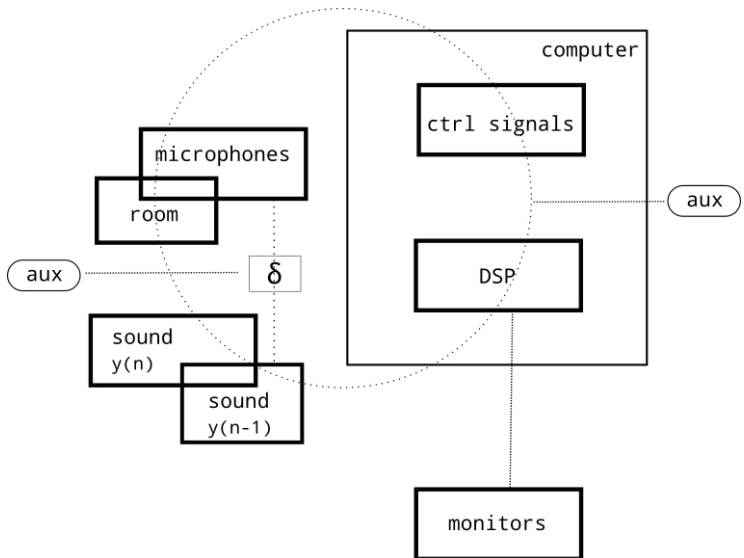 computer
ctrl signals
microphones
room
aux
aux
δ
DSP
sound
y(n)
sound
y(n-1)
monitors